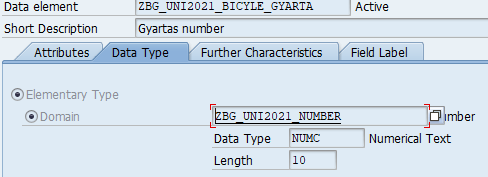 Data element ZBG_UNI2021_BICYLE_GYARTA Active
Short Description Gyartas number
Attributes Data Type Further Characteristics Field Label
Elementary Type
Domain ZBG_UNI2021_NUMBER umber
Data Type NUMC Numerical Text
Length 10